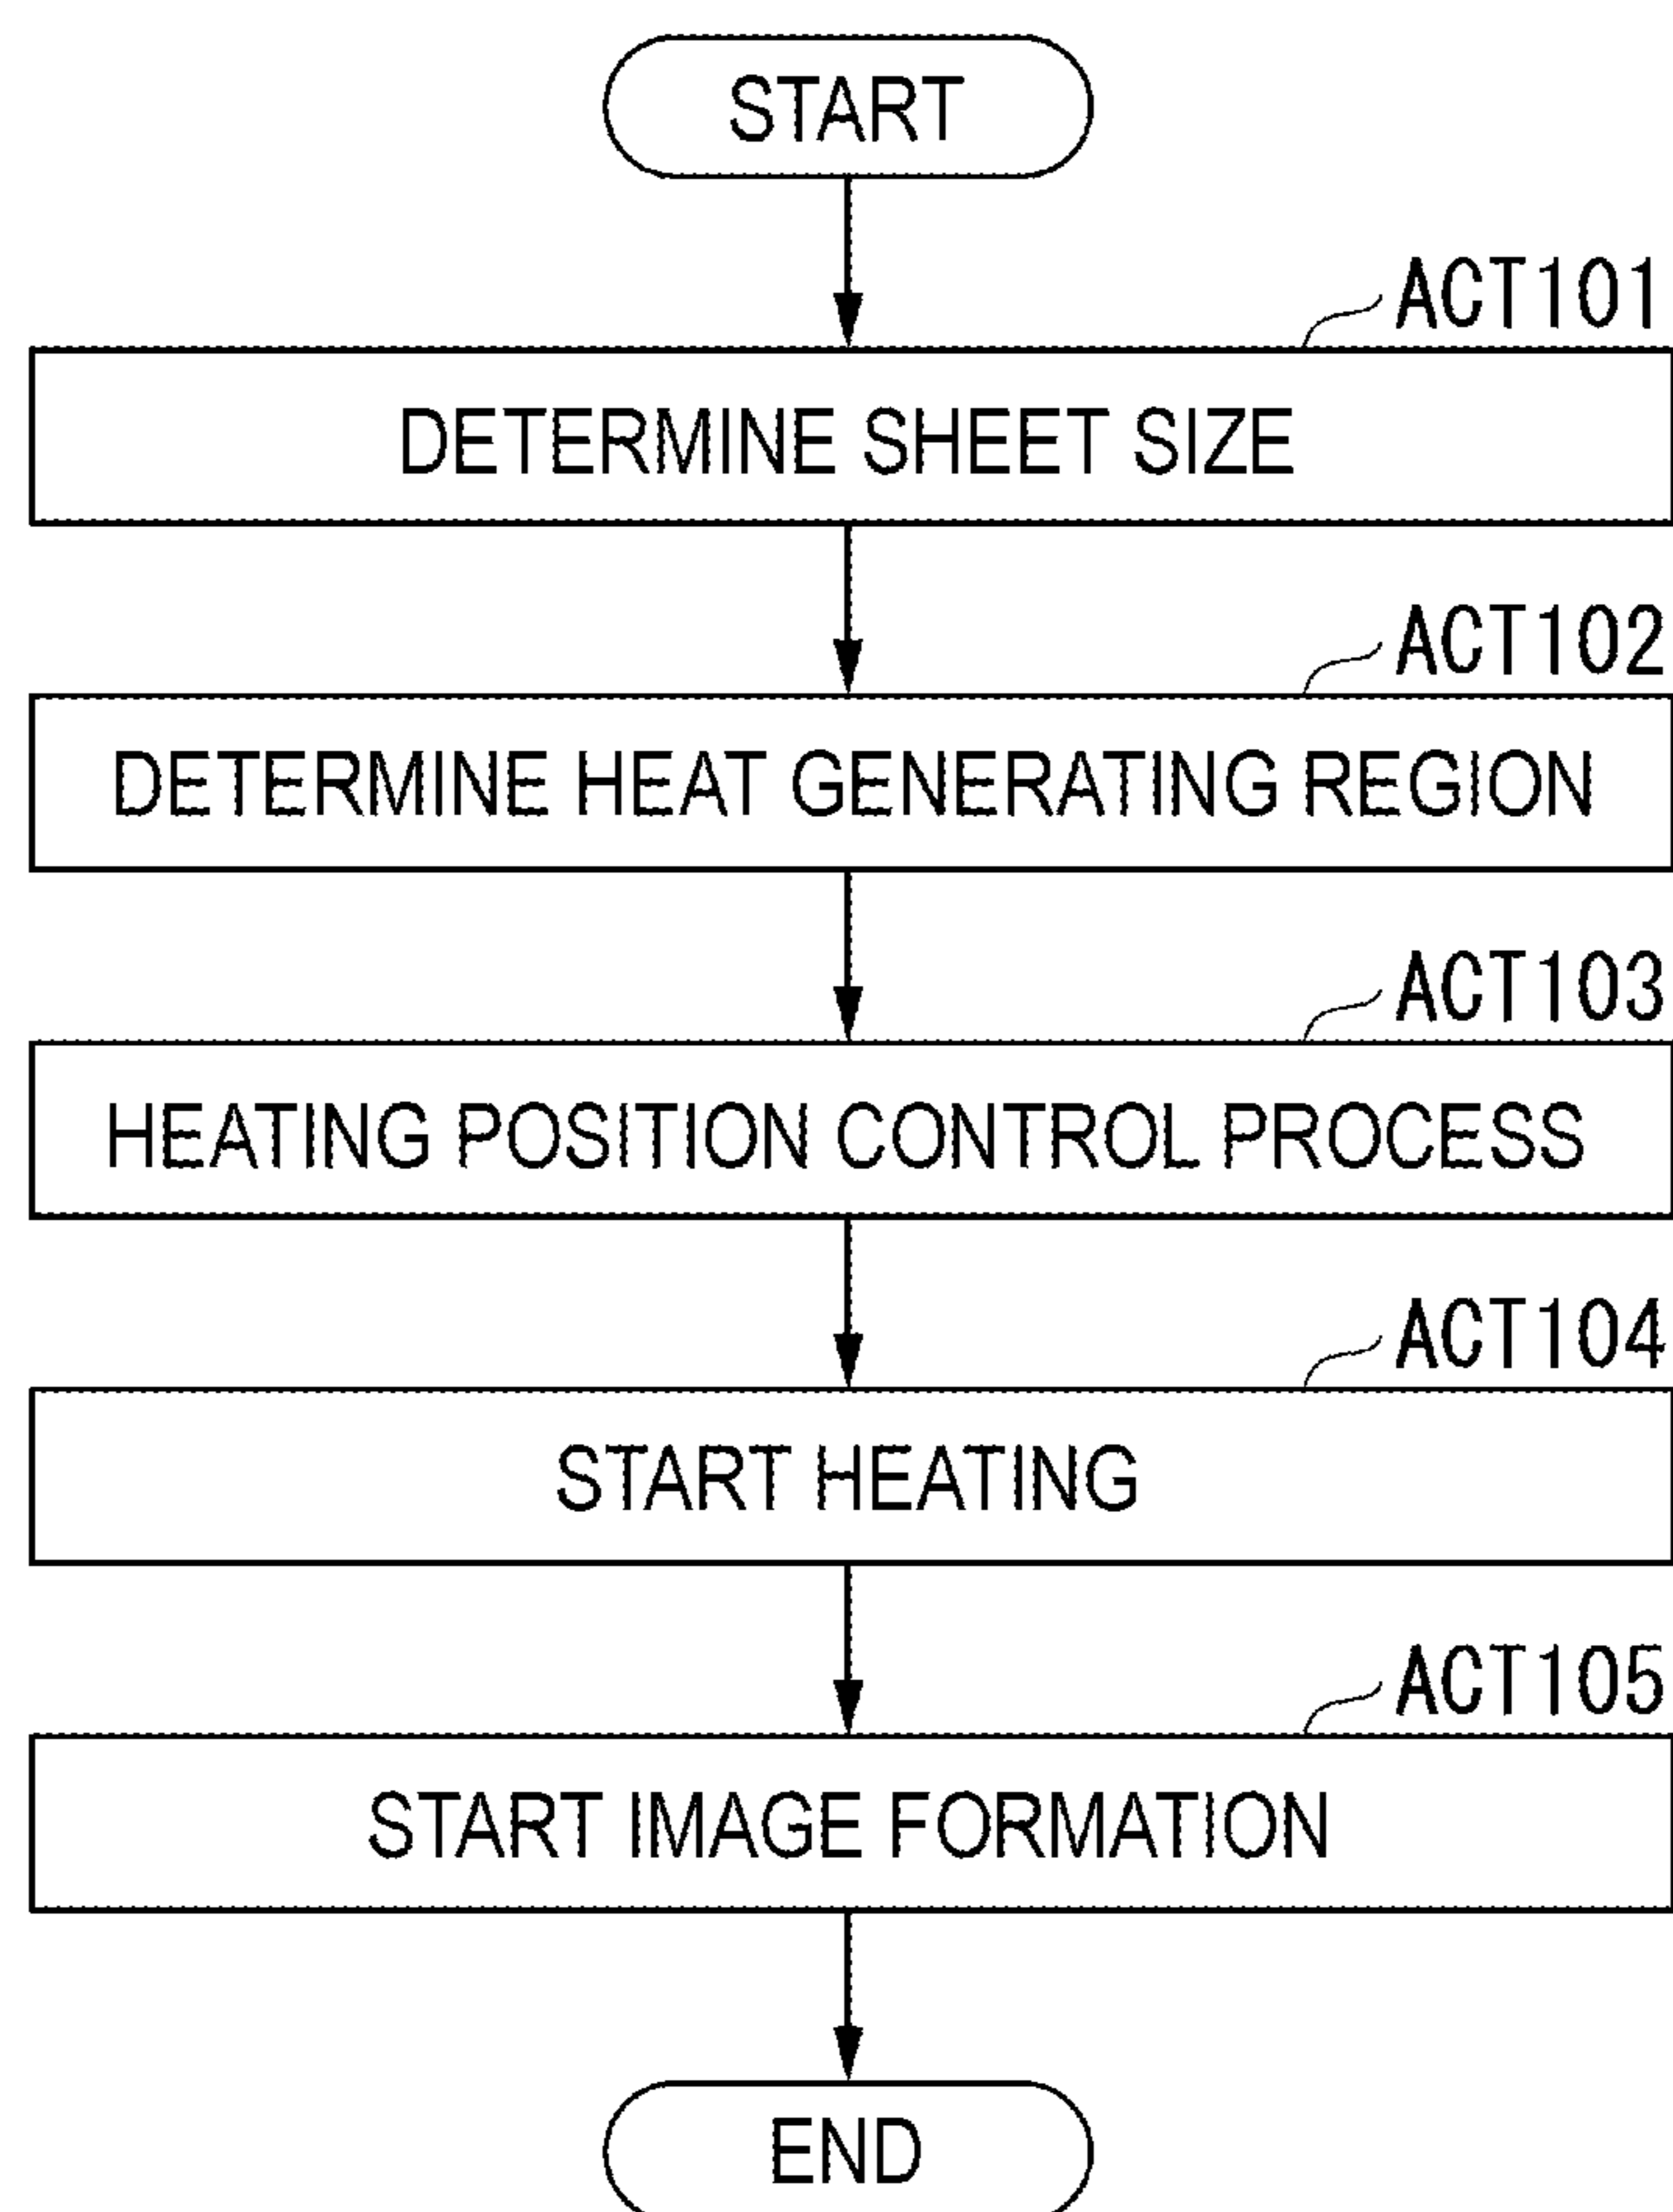 START
ACT101
DETERMINE SHEET SIZE
ACT102
DETERMINE HEAT GENERATING REGION
ACT103
HEATING POSITION CONTROL PROCESS
ACT104
START HEATING
ACT105
START IMAGE FORMATION
END